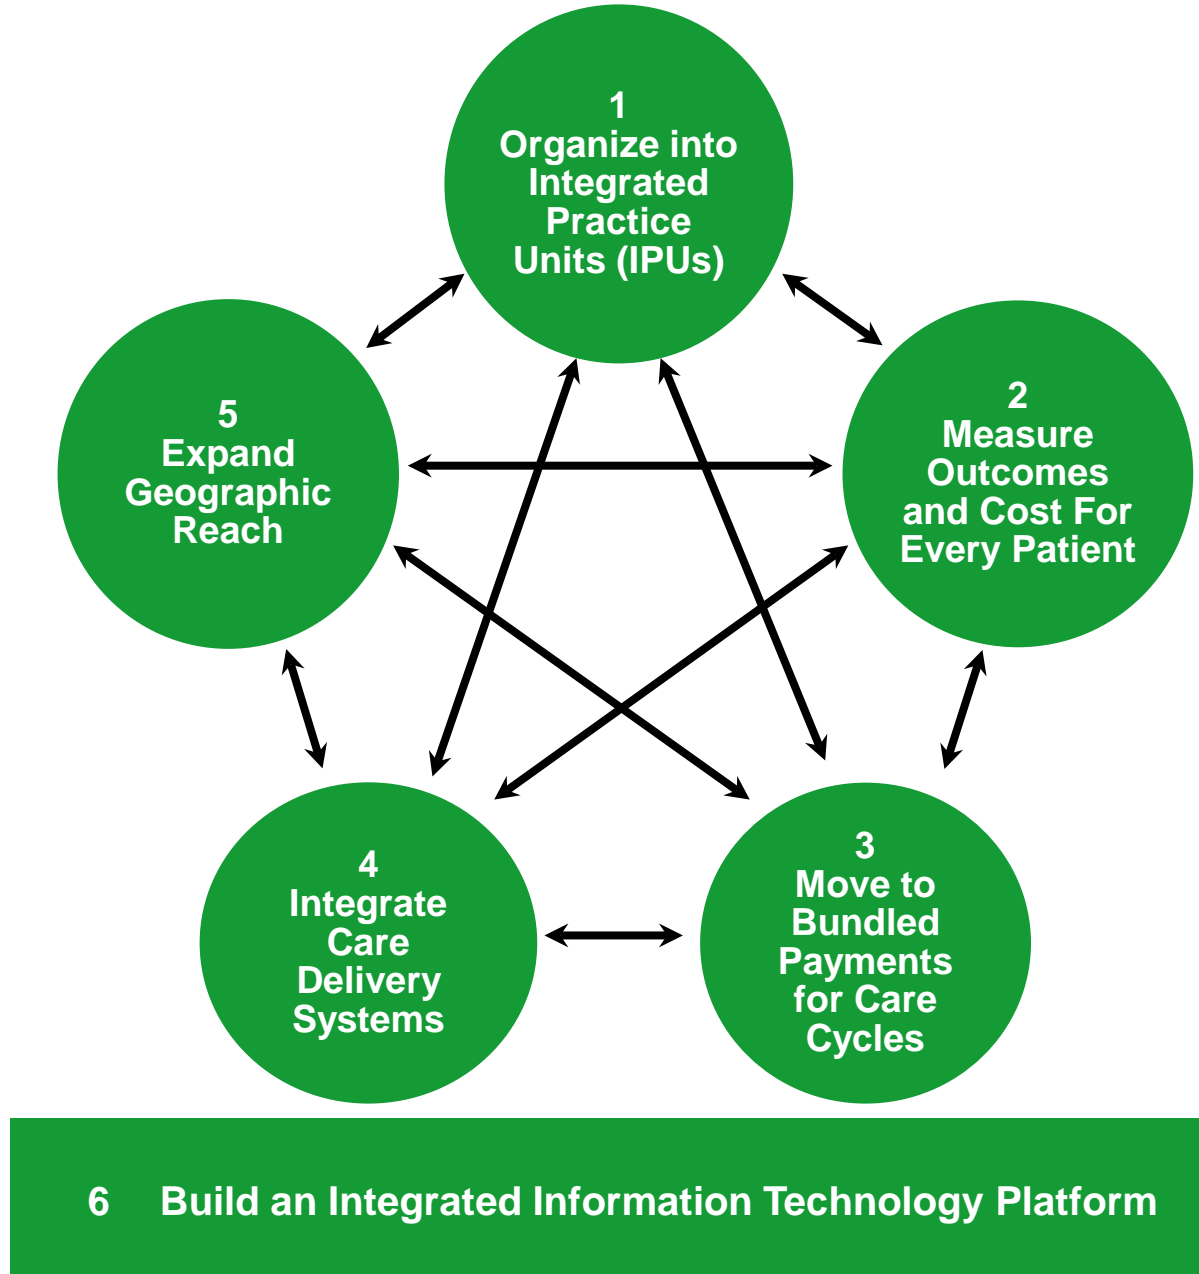 1
Organize into
Integrated
Practice
Units (IPUs)
2
Measure
Outcomes
and Cost For
Every Patient
3
Move to
Bundled
Payments
for Care
Cycles
4
Integrate
Care
Delivery
Systems
5
Expand
Geographic
Reach
6 Build an Integrated Information Technology Platform